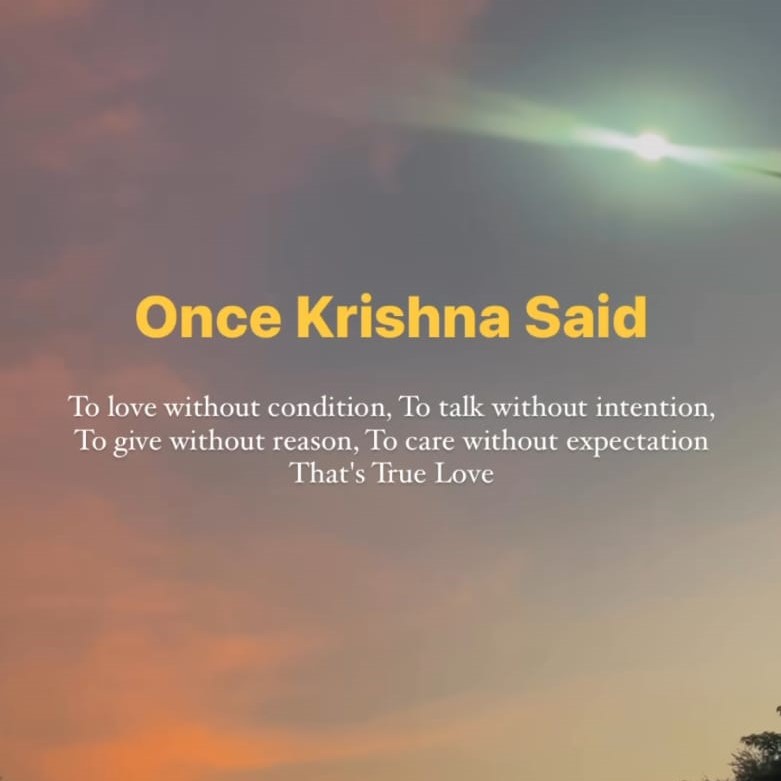 Once Krishna Said
To love without condition, To talk without intention,
To give without reason, To care without expectation
That's True Love